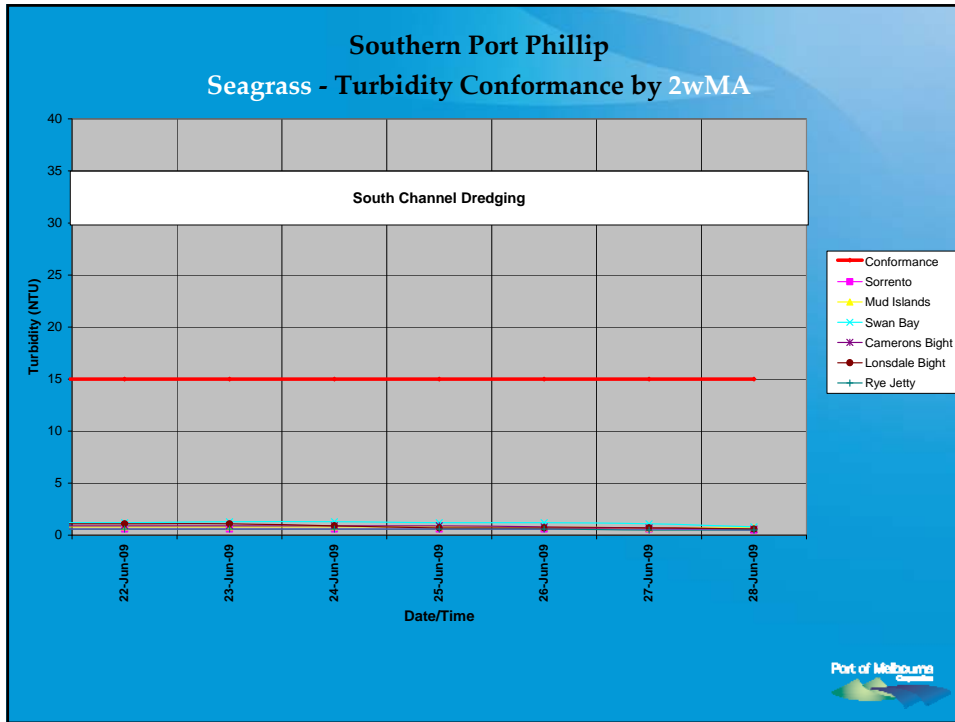 Southern Port Phillip
Seagrass - Turbidity Conformance by 2wMA
40
35
30
25
20
15
10
5
0
Turbidity (NTU)
South Channel Dredging
22-Jun-09
23-Jun-09
24-Jun-09
25-Jun-09
26-Jun-09
27-Jun-09
28-Jun-09
Date/Time
Conformance
Sorrento
Mud Islands
Swan Bay
Camerons Bight
Lonsdale Bight
Rye Jetty
Port of Melbourne
Corporation